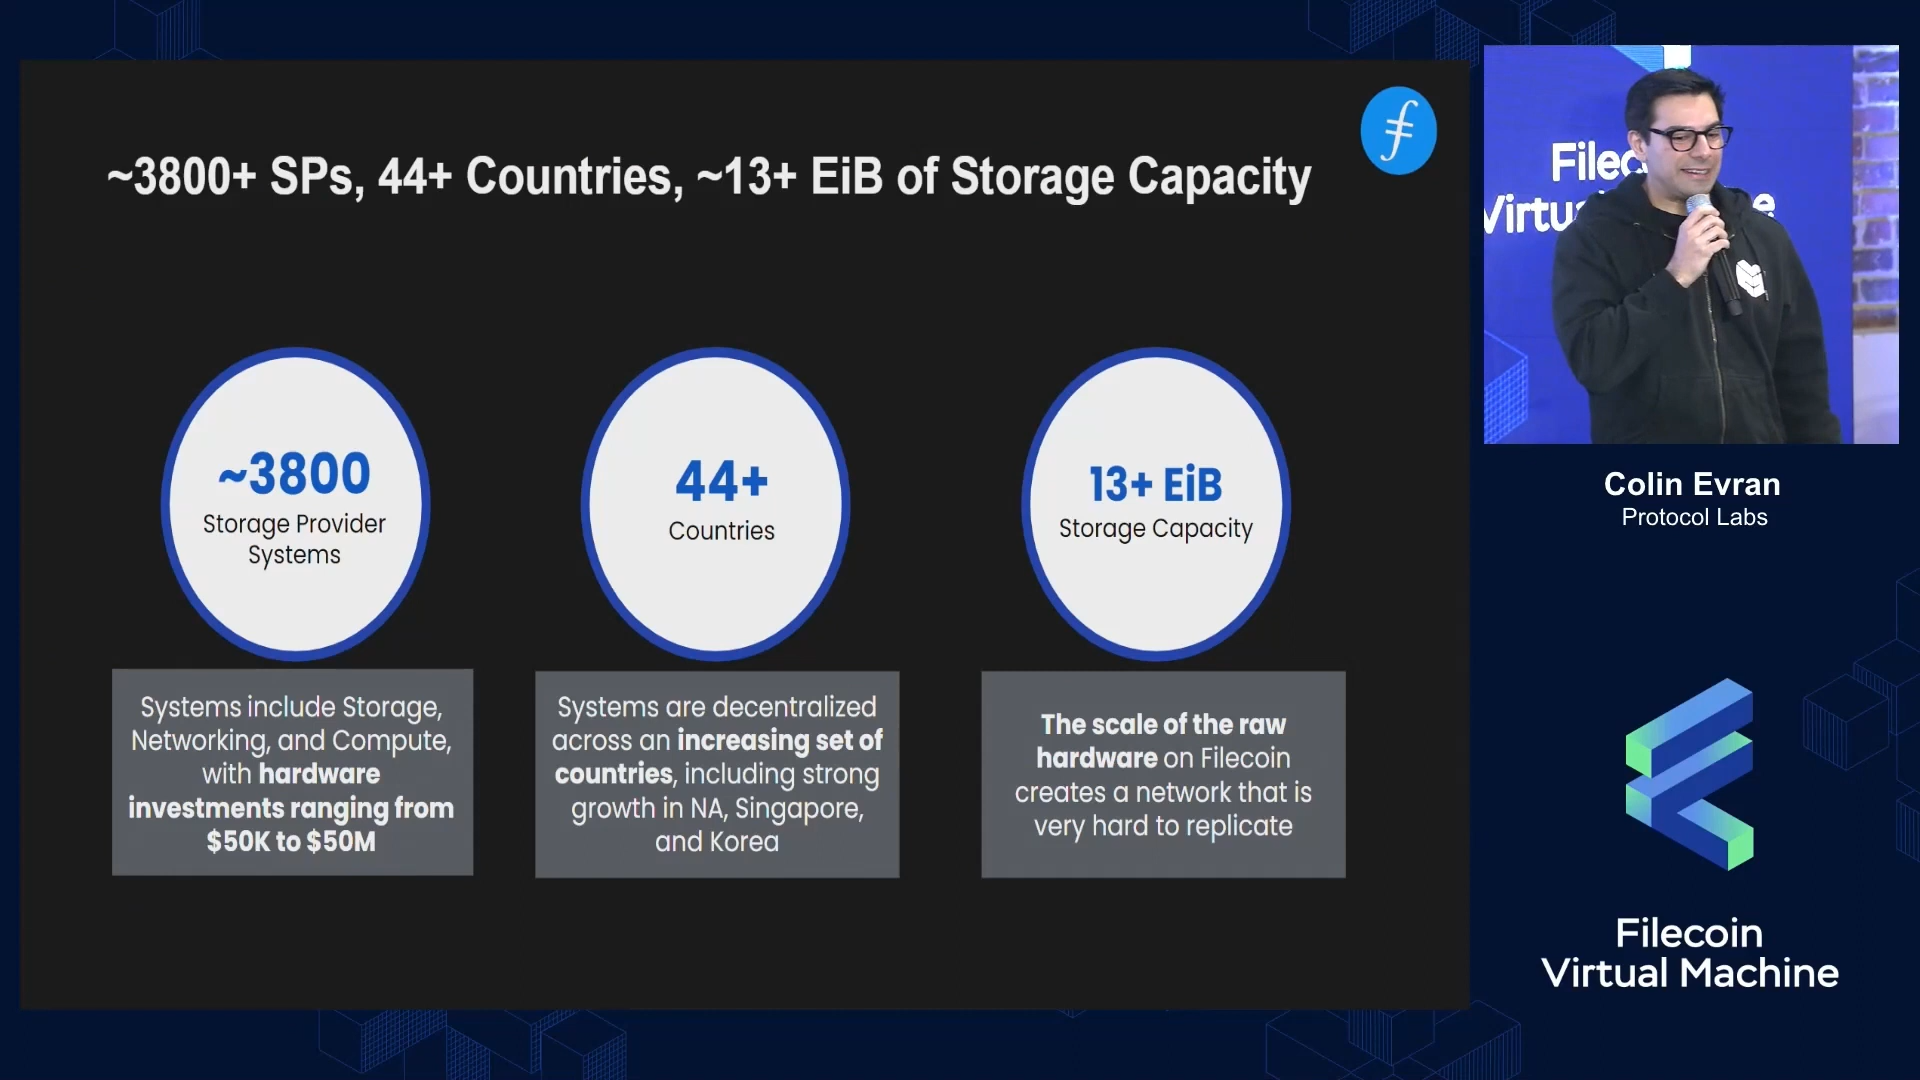 ~3800+ SPs, 44+ Countries, ~13+ EiB of Storage Capacity
~3800
Storage Provider
Systems
44+
Countries
13+ EiB
Storage Capacity
Systems include Storage,
Networking, and Compute,
with hardware
investments ranging from
$50K to $50M
Systems are decentralized
across an increasing set of
countries, including strong
growth in NA, Singapore,
and Korea
The scale of the raw
hardware on Filecoin
creates a network that is
very hard to replicate
Colin Evran
Protocol Labs
Filecoin
Virtual Machine